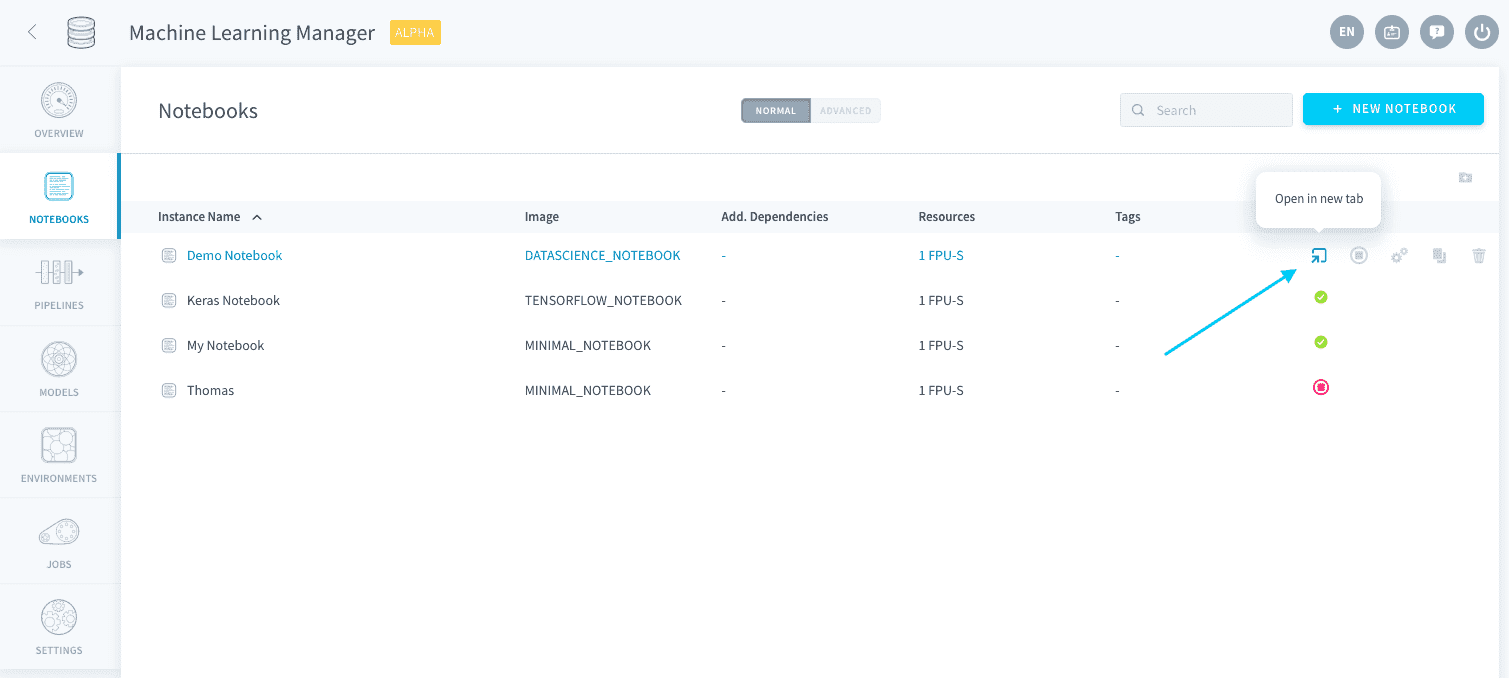 Machine Learning Manager ALPHA EN
OVERVIEW
NOTEBOOKS
PIPELINES
MODELS
ENVIRONMENTS
JOBS
SETTINGS
Notebooks NORMAL ADVANCED Search + NEW NOTEBOOK
Open in new tab
Instance Name Image Add. Dependencies Resources Tags
Demo Notebook DATASCIENCE_NOTEBOOK - 1 FPU-S -
Keras Notebook TENSORFLOW_NOTEBOOK - 1 FPU-S -
My Notebook MINIMAL_NOTEBOOK - 1 FPU-S -
Thomas MINIMAL_NOTEBOOK - 1 FPU-S -